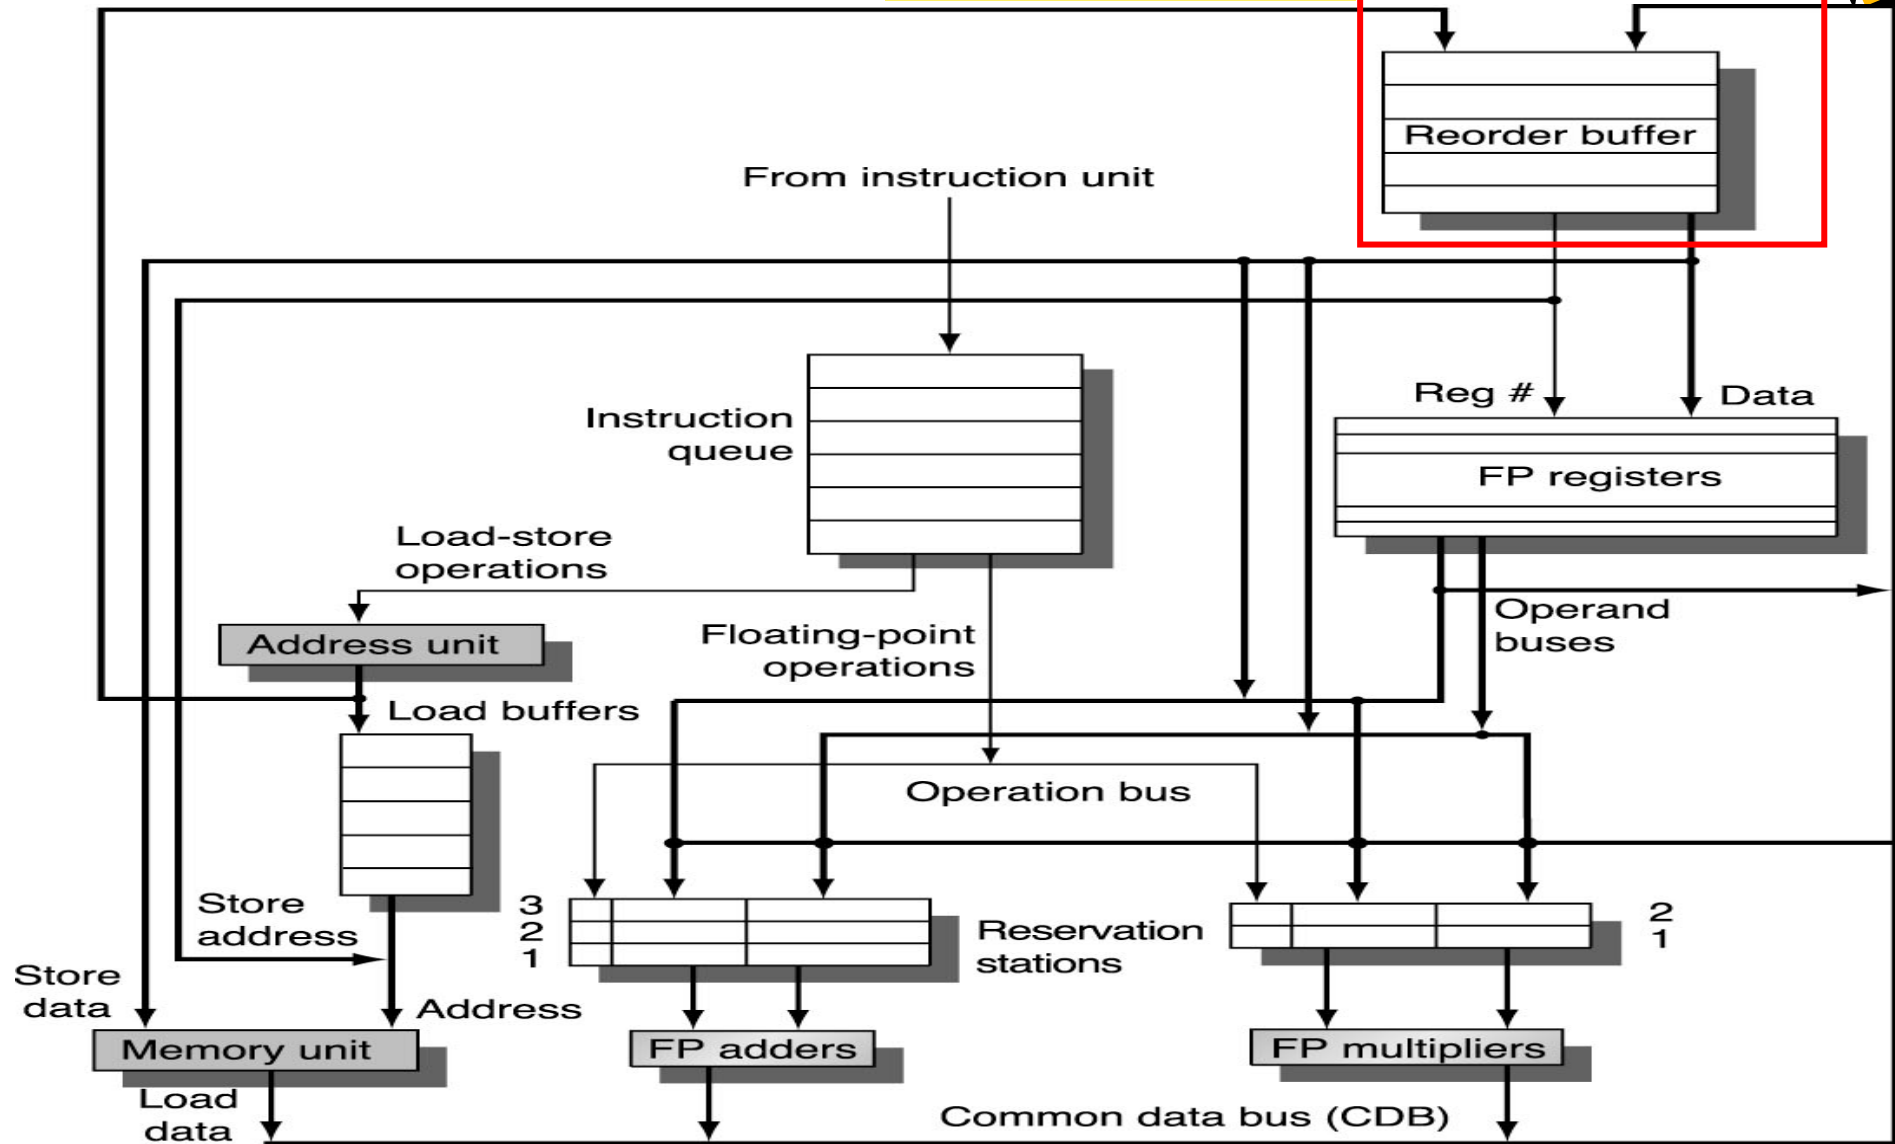 Reorder buffer
From instruction unit
Reg #
Data
Instruction
queue
FP registers
Load-store
operations
Operand
buses
Address unit
Floating-point
operations
Load buffers
Operation bus
Store
address
3
2
1
Reservation
stations
2
1
Store
data
Address
Memory unit
FP adders
FP multipliers
Load
data
Common data bus (CDB)